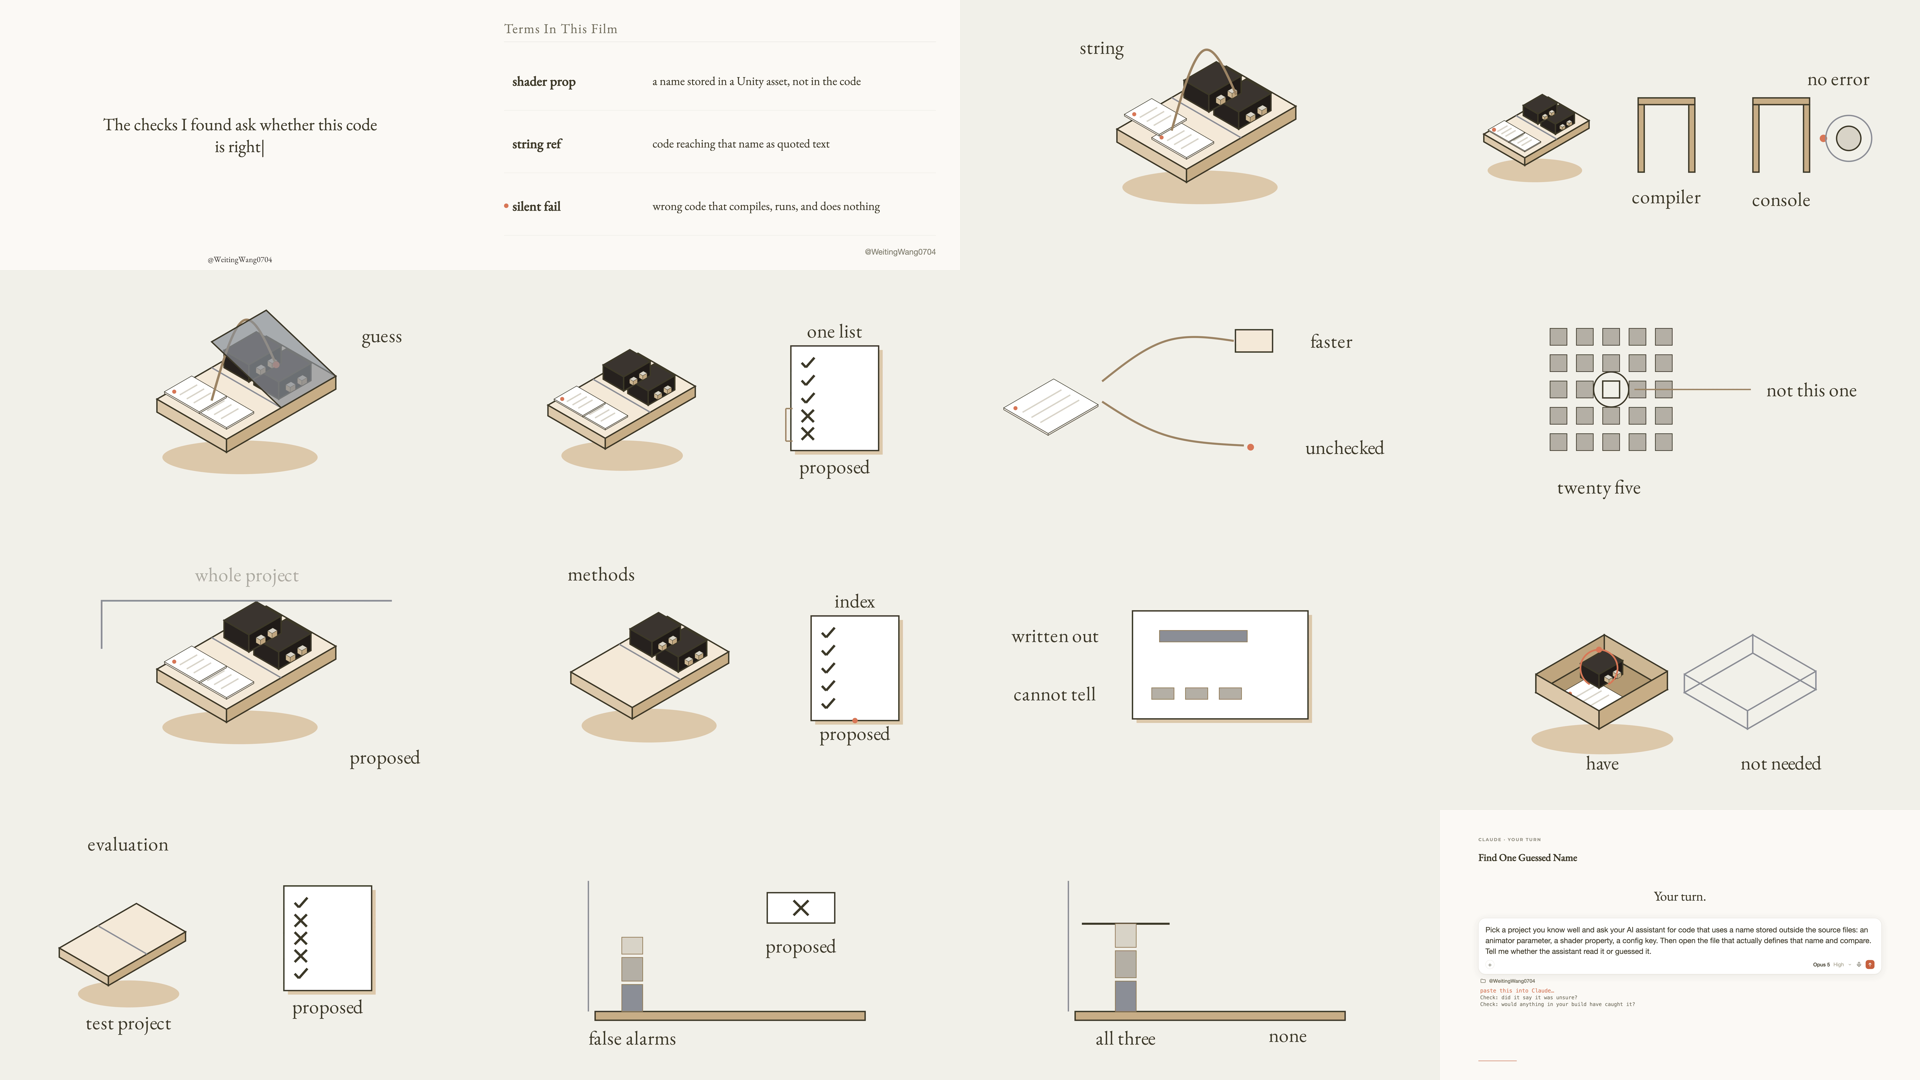 The checks I found ask whether this code
is right|
@WeitingWang0704
Terms In This Film
shader prop
a name stored in a Unity asset, not in the code
string ref
code reaching that name as quoted text
silent fail
wrong code that compiles, runs, and does nothing
@WeitingWang0704
string
no error
compiler
console
guess
one list
proposed
faster
unchecked
not this one
twenty five
whole project
proposed
methods
index
proposed
written out
cannot tell
have
not needed
evaluation
test project
proposed
proposed
false alarms
all three
none
CLAUDE · YOUR TURN
Find One Guessed Name
Your turn.
Pick a project you know well and ask your AI assistant for code that uses a name stored outside the source files: an
animator parameter, a shader property, a config key. Then open the file that actually defines that name and compare.
Tell me whether the assistant read it or guessed it.
Opus 5 High
@WeitingWang0704
paste this into Claude…
Check: did it say it was unsure?
Check: would anything in your build have caught it?